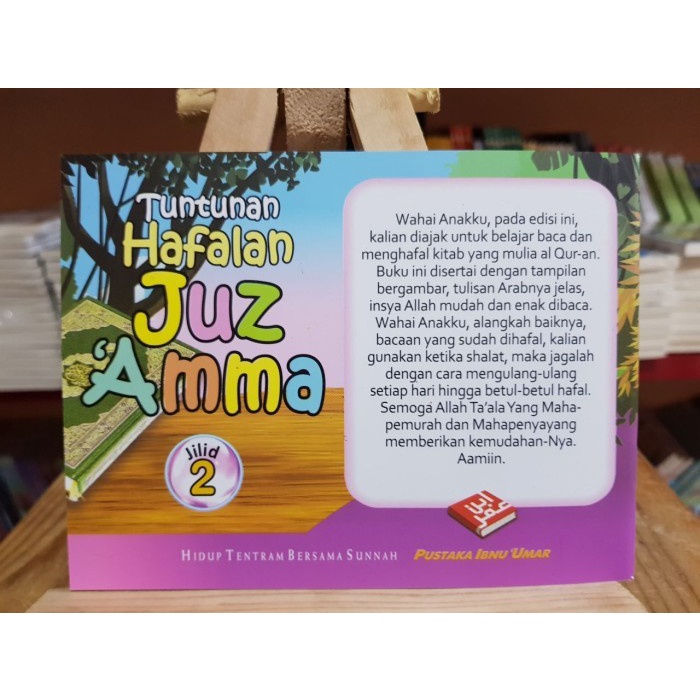 Tuntunan
Hafalan
Juz
'Amma
Jilid
2
Wahai Anakku, pada edisi ini,
kalian diajak untuk belajar baca dan
menghafal kitab yang mulia al Qur-an.
Buku ini disertai dengan tampilan
bergambar, tulisan Arabnya jelas,
insya Allah mudah dan enak dibaca.
Wahai Anakku, alangkah baiknya,
bacaan yang sudah dihafal, kalian
gunakan ketika shalat, maka jagalah
dengan cara mengulang-ulang
setiap hari hingga betul-betul hafal.
Semoga Allah Ta'ala Yang Maha-
pemurah dan Mahapenyayang
memberikan kemudahan-Nya.
Aamiin.
ابن عمر
HIDUP TENTRAM BERSAMA SUNNAH
PUSTAKA IBNU 'UMAR